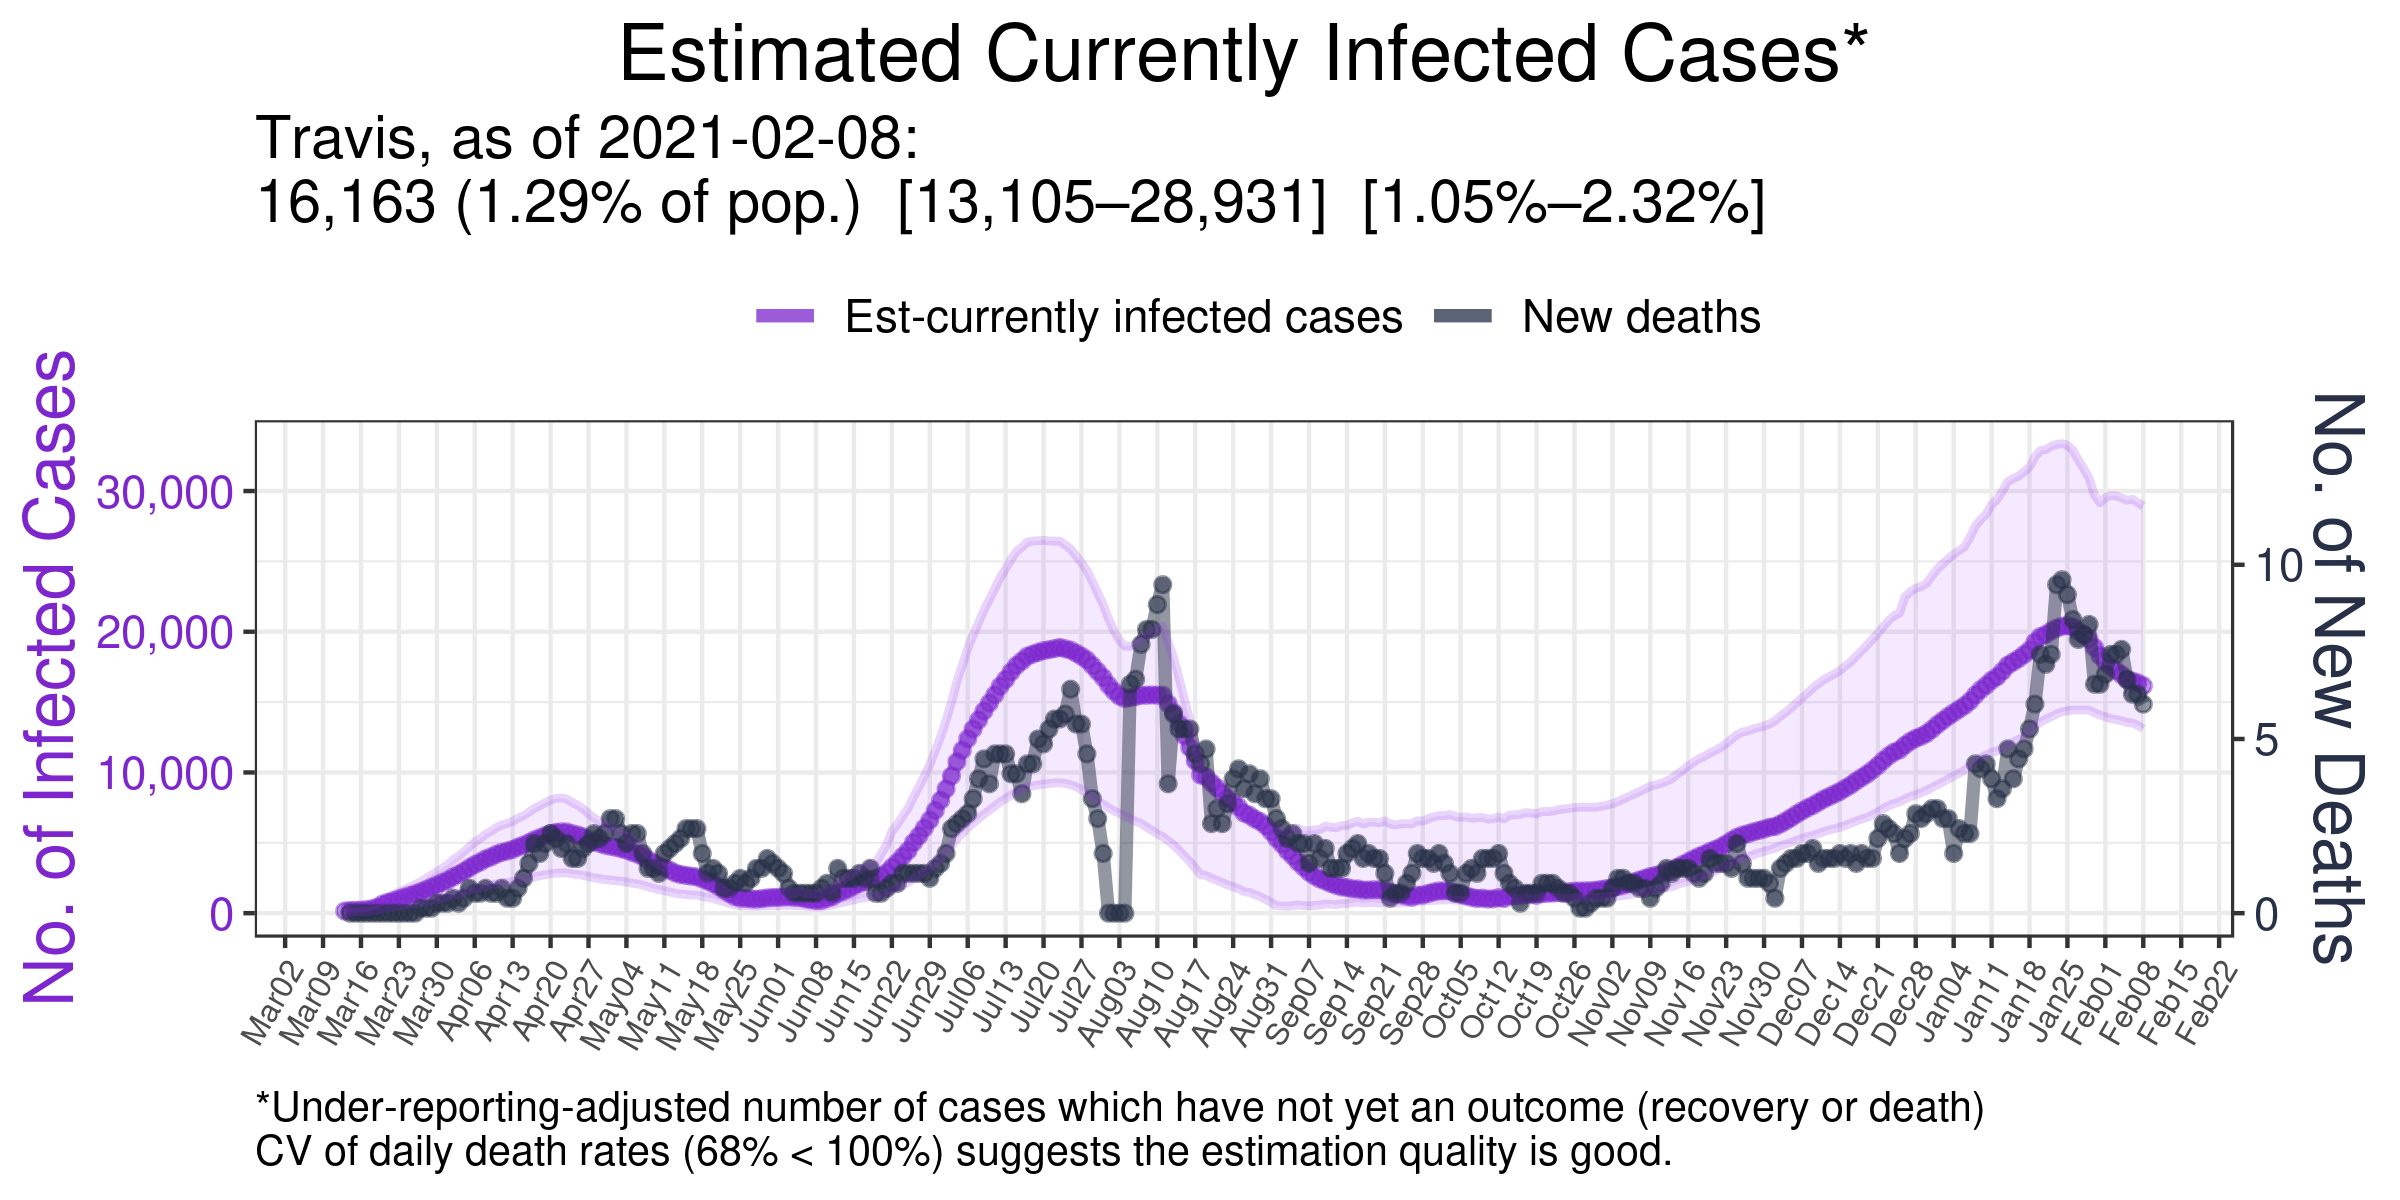 Estimated Currently Infected Cases*
Travis, as of 2021-02-08:
16,163 (1.29% of pop.) [13,105–28,931] [1.05%–2.32%]
Est-currently infected cases New deaths
No. of Infected Cases
30,000
20,000
10,000
0
No. of New Deaths
10
5
0
Mar02 Mar09 Mar16 Mar23 Mar30 Apr06 Apr13 Apr20 Apr27 May04 May11 May18 May25 Jun01 Jun08 Jun15 Jun22 Jun29 Jul06 Jul13 Jul20 Jul27 Aug03 Aug10 Aug17 Aug24 Aug31 Sep07 Sep14 Sep21 Sep28 Oct05 Oct12 Oct19 Oct26 Nov02 Nov09 Nov16 Nov23 Nov30 Dec07 Dec14 Dec21 Dec28 Jan04 Jan11 Jan18 Jan25 Feb01 Feb08 Feb15 Feb22
*Under-reporting-adjusted number of cases which have not yet an outcome (recovery or death)
CV of daily death rates (68% < 100%) suggests the estimation quality is good.